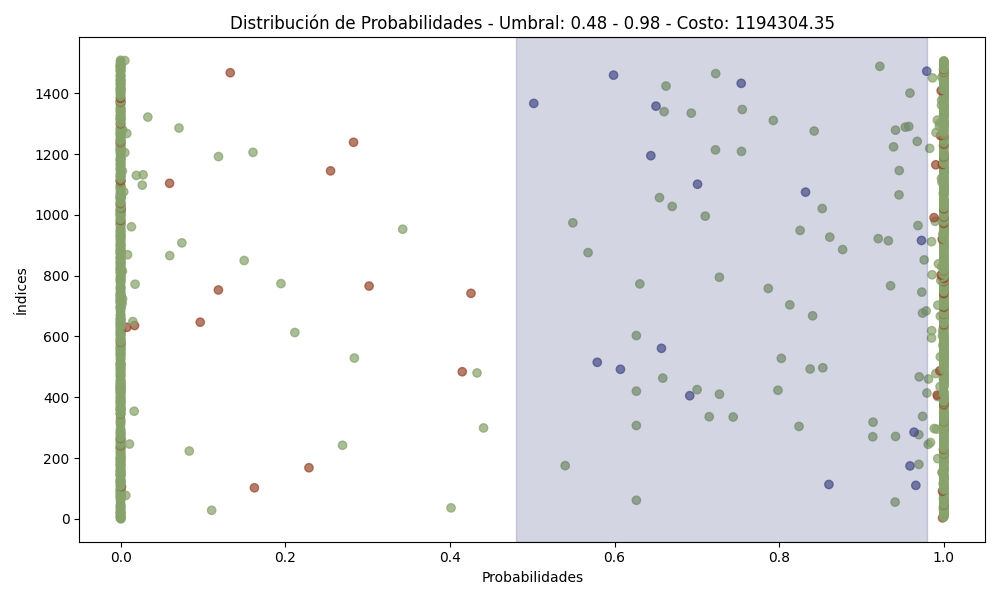 Distribución de Probabilidades - Umbral: 0.48 - 0.98 - Costo: 1194304.35
Índices
1400
1200
1000
800
600
400
200
0
0.0 0.2 0.4 0.6 0.8 1.0
Probabilidades